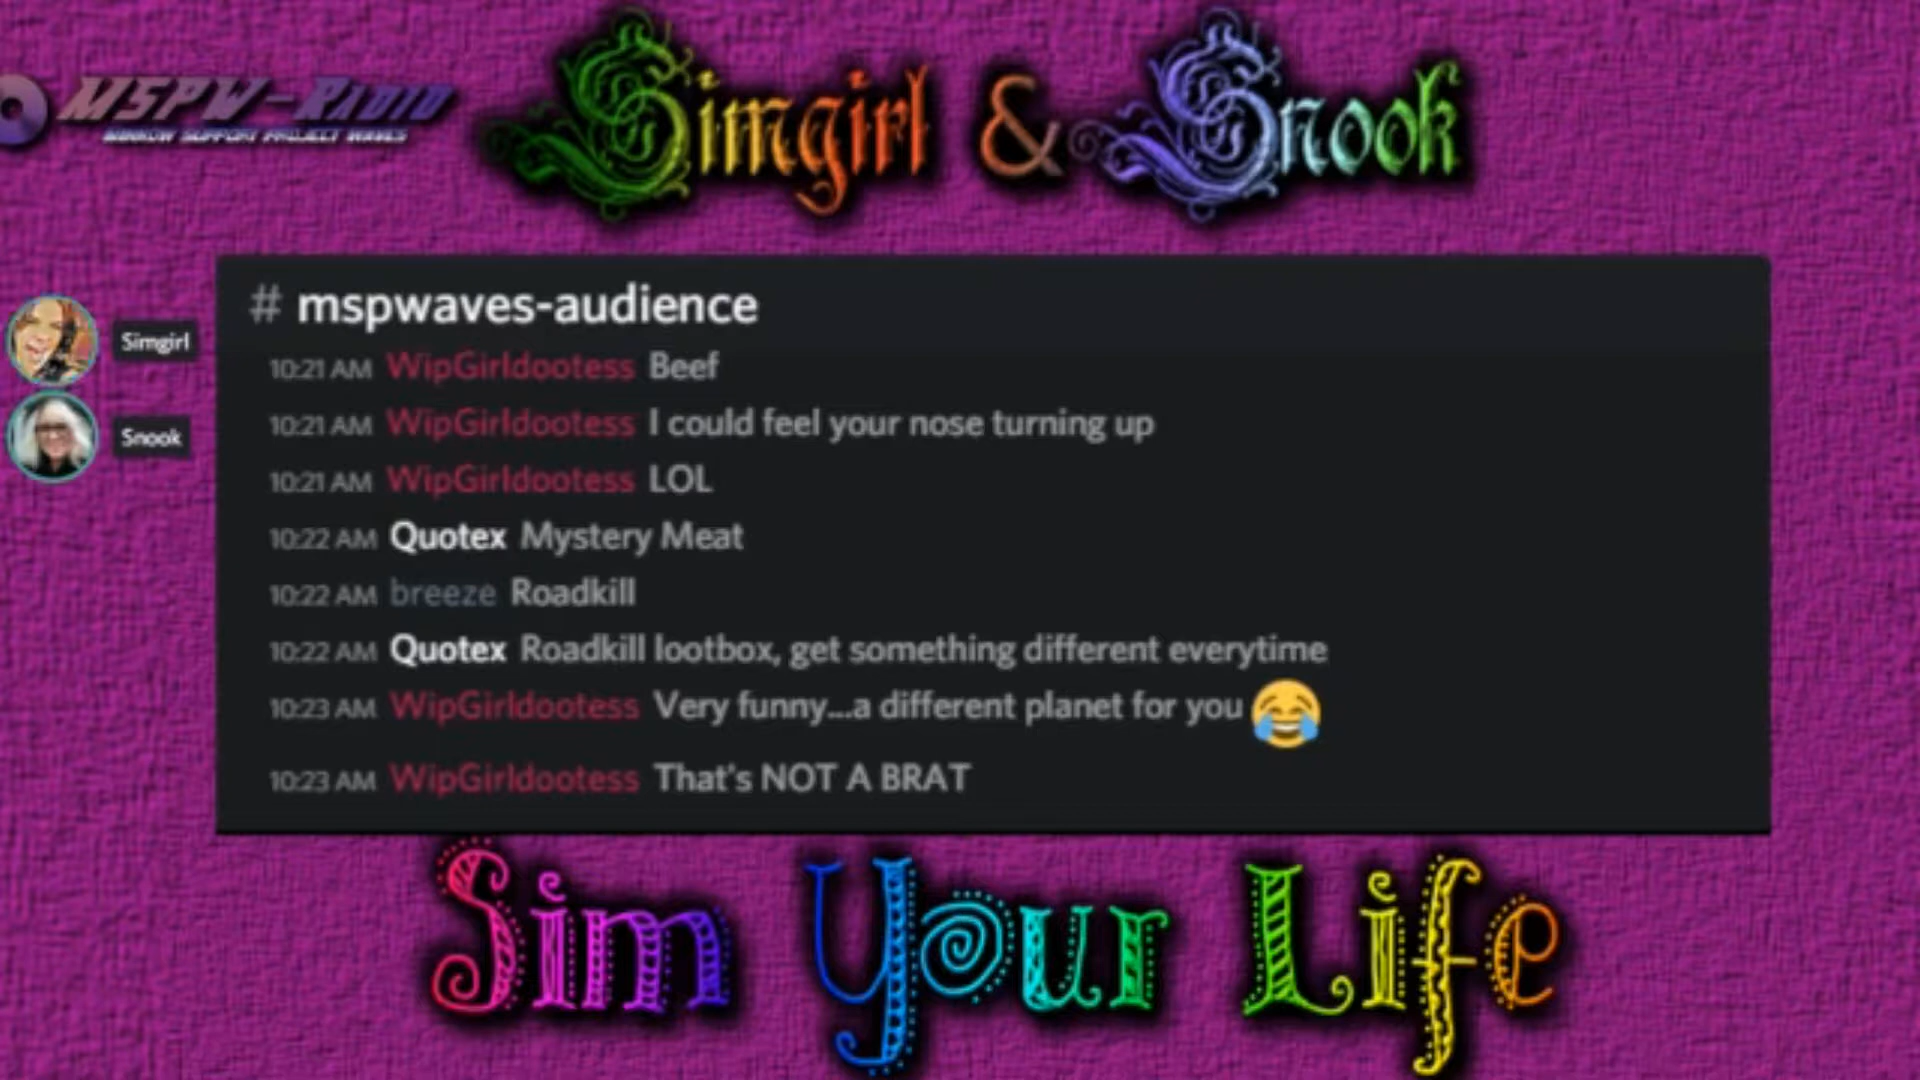 Simgirl & Snook
MSPW-Radio
MINNOW SUPPORT PROJECT WAVES
# mspwaves-audience
Simgirl
Snook
10:21 AM WipGirldootess Beef
10:21 AM WipGirldootess I could feel your nose turning up
10:21 AM WipGirldootess LOL
10:22 AM Quotex Mystery Meat
10:22 AM breeze Roadkill
10:22 AM Quotex Roadkill lootbox, get something different everytime
10:23 AM WipGirldootess Very funny...a different planet for you 😂
10:23 AM WipGirldootess That's NOT A BRAT
Sim Your Life